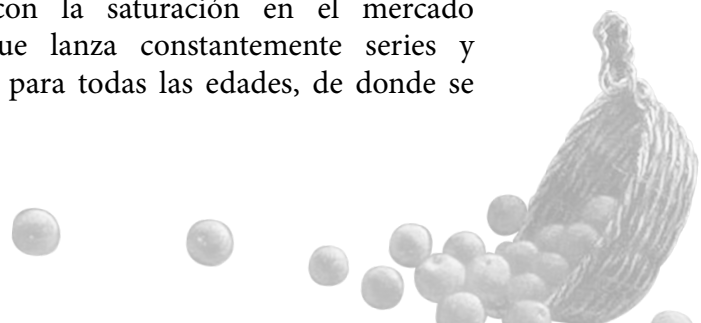 con la saturación en el mercado
ue lanza constantemente series y
para todas las edades, de donde se